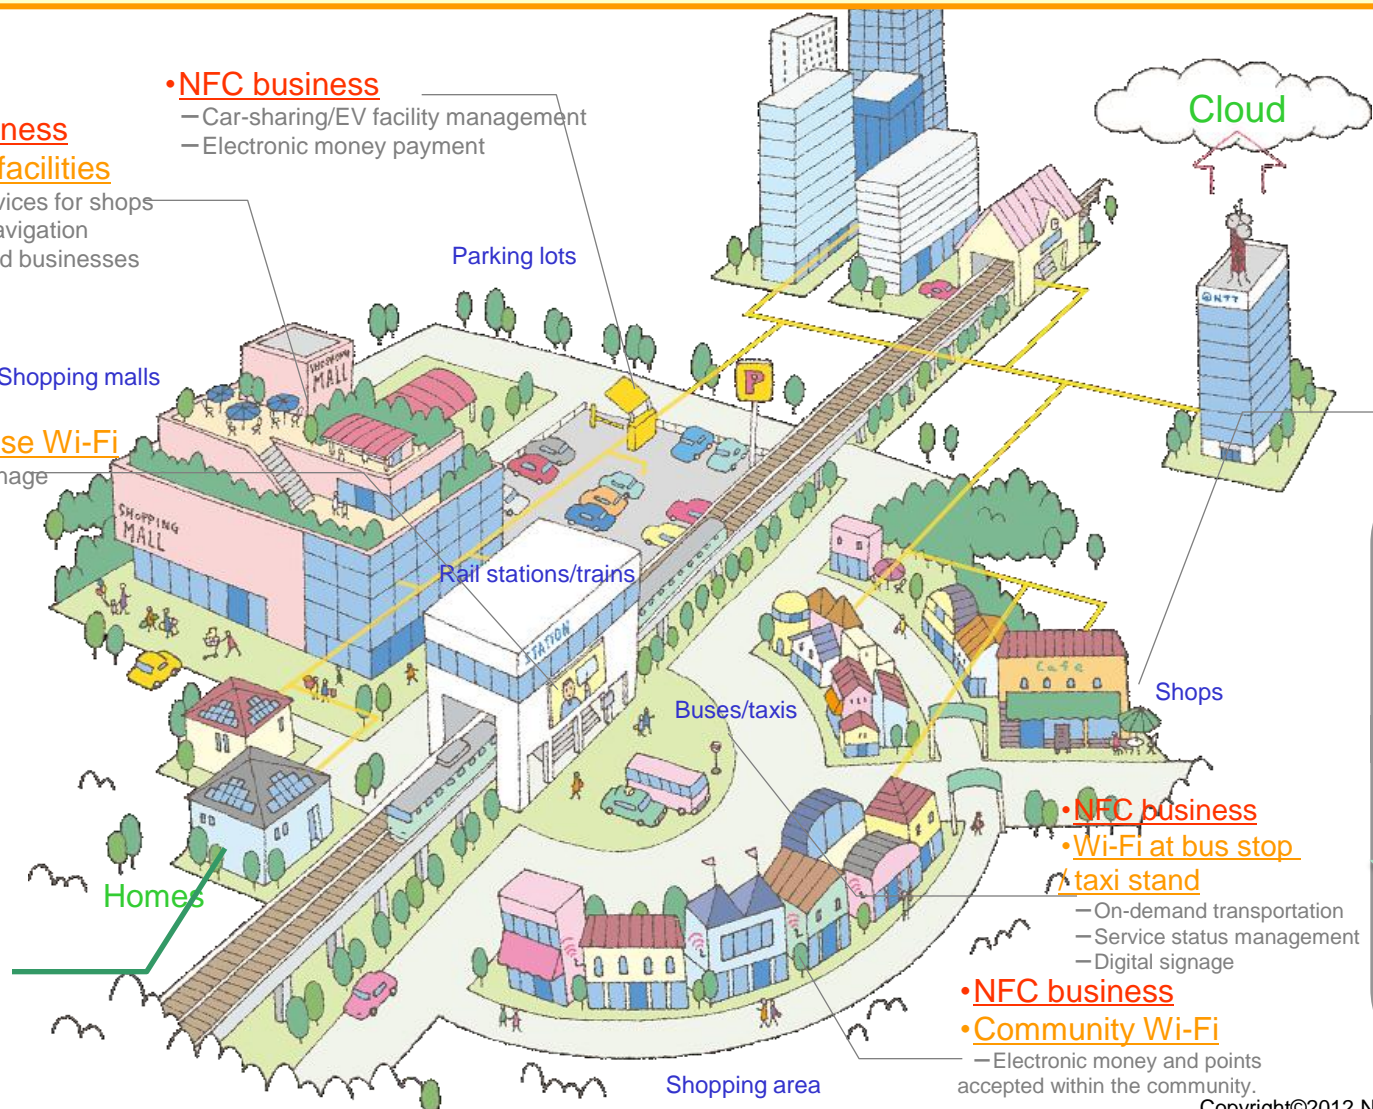 •NFC business
－Car-sharing/EV facility management
－Electronic money payment
ness
facilities
vices for shops
avigation
d businesses
Cloud
Parking lots
@NTT
SHOPPING
MALL
P
Shopping malls
se Wi-Fi
nage
SHOPPING
MALL
Rail stations/trains
STATION
Cafe
Shops
Buses/taxis
•NFC business
•Wi-Fi at bus stop
/ taxi stand
－On-demand transportation
－Service status management
－Digital signage
Homes
•NFC business
•Community Wi-Fi
－Electronic money and points
accepted within the community.
Shopping area
Copyright©2012 N